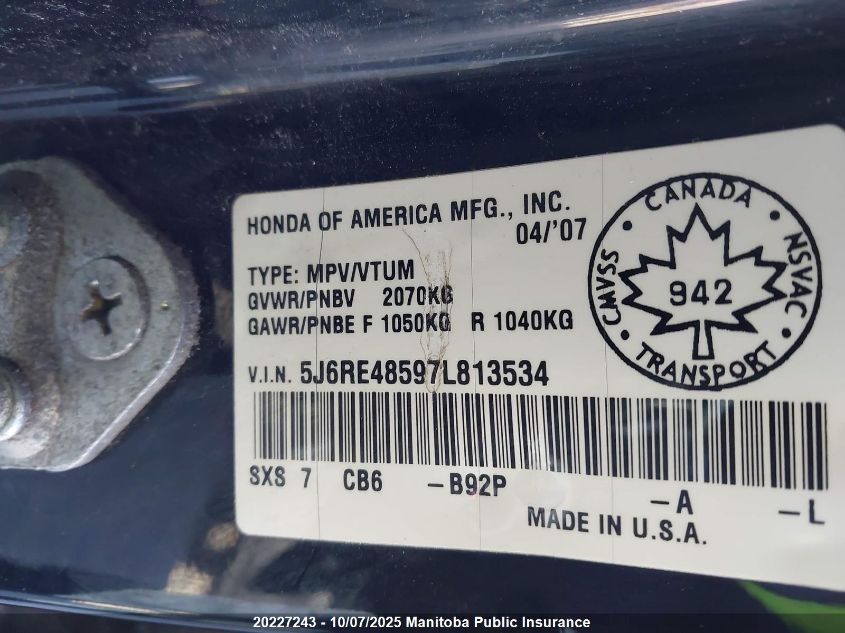 HONDA OF AMERICA MFG., INC.
04/'07
TYPE: MPV/VTUM
GVWR/PNBV 2070KG
GAWR/PNBE F 1050KG R 1040KG
V.I.N. 5J6RE48597L813534
CANADA
CMVSS
NSVAC
942
TRANSPORT
SXS 7 CB6 -B92P -A -L
MADE IN U.S.A.
20227243 - 10/07/2025 Manitoba Public Insurance